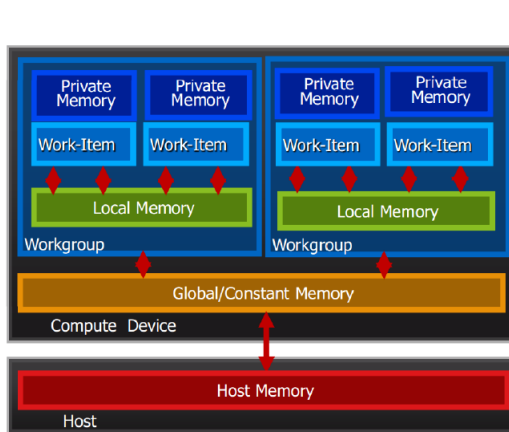 Private
Memory
Private
Memory
Private
Memory
Private
Memory
Work-Item
Work-Item
Work-Item
Work-Item
Local Memory
Local Memory
Workgroup
Workgroup
Global/Constant Memory
Compute Device
Host Memory
Host